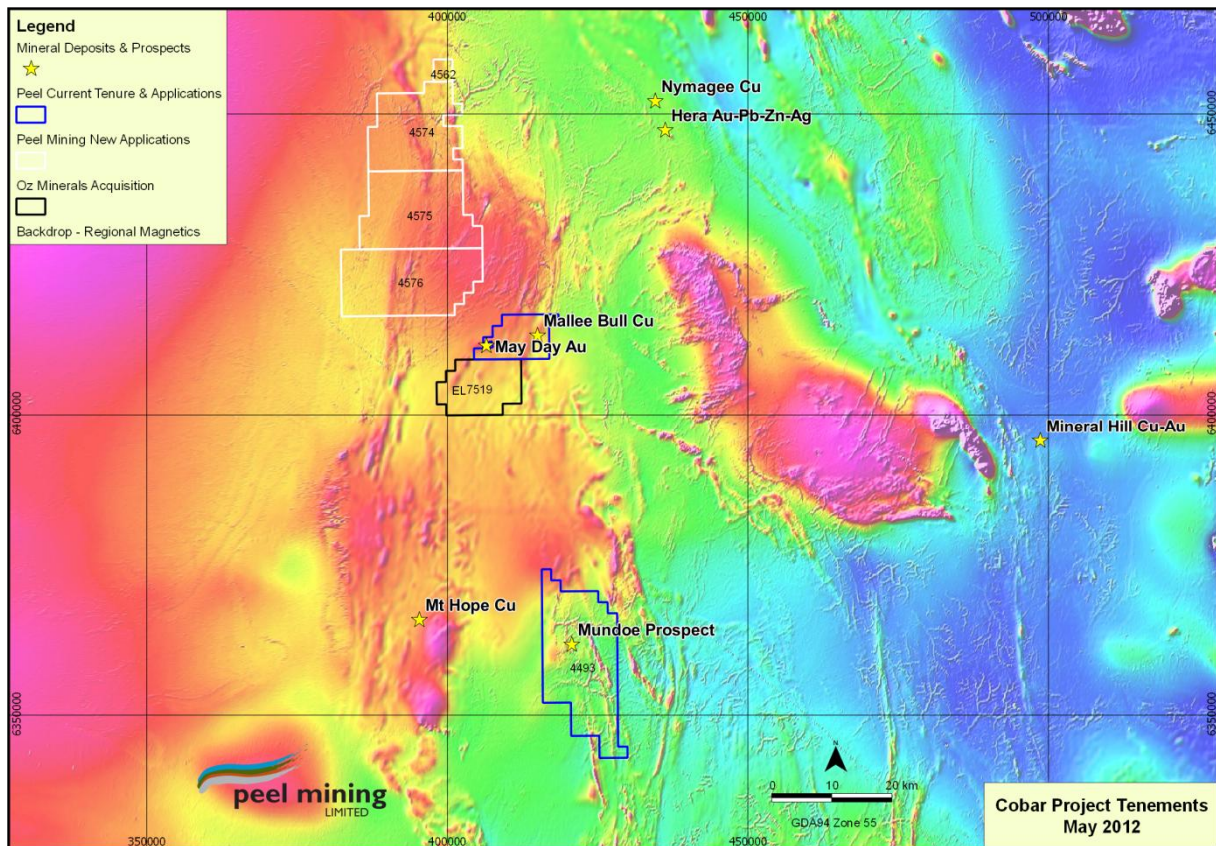 Legend
Mineral Deposits & Prospects
Peel Current Tenure & Applications
Peel Mining New Applications
Oz Minerals Acquisition
Backdrop - Regional Magnetics
400000
450000
500000
4562
4574
4575
4576
Nymagee Cu
Hera Au-Pb-Zn-Ag
6450000
6450000
Mallee Bull Cu
May Day Au
EL7519
6400000
6400000
Mineral Hill Cu-Au
Mt Hope Cu
Mundoe Prospect
4493
6350000
6350000
peel mining
LIMITED
N
0 10 20 km
GDA94 Zone 55
Cobar Project Tenements
May 2012
350000
400000
450000